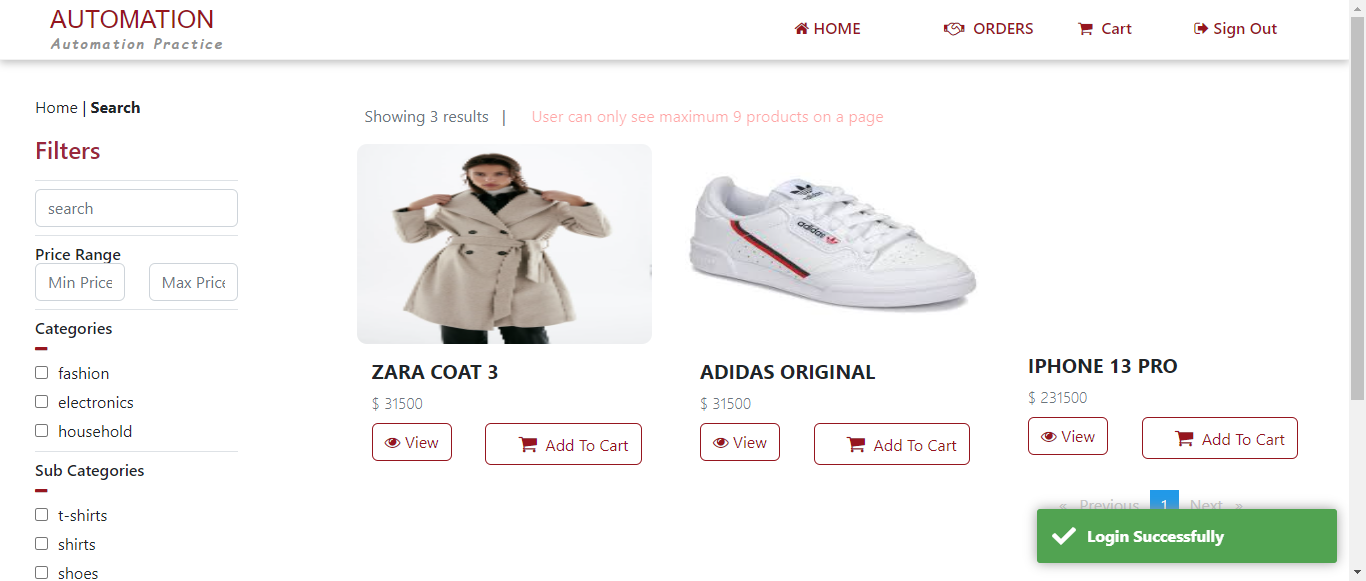 AUTOMATION
Automation Practice
HOME
ORDERS
Cart
Sign Out
Home | Search
Filters
search
Price Range
Min Price
Max Price
Categories
fashion
electronics
household
Sub Categories
t-shirts
shirts
shoes
Showing 3 results |
User can only see maximum 9 products on a page
adidas
ZARA COAT 3
$ 31500
View
Add To Cart
ADIDAS ORIGINAL
$ 31500
View
Add To Cart
IPHONE 13 PRO
$ 231500
View
Add To Cart
« Previous 1 Next »
Login Successfully